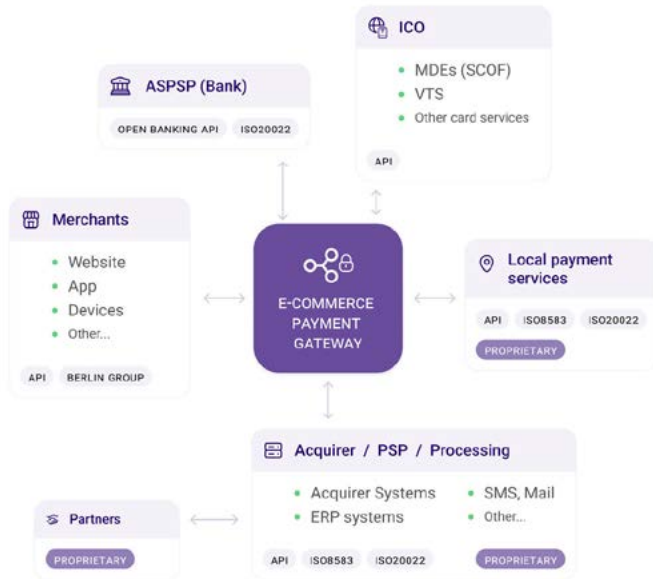 ICO
MDEs (SCOF)
VTS
Other card services
API
ASPSP (Bank)
OPEN BANKING API ISO20022
Merchants
Website
App
Devices
Other...
API BERLIN GROUP
E-COMMERCE
PAYMENT
GATEWAY
Local payment
services
API ISO8583 ISO20022
PROPRIETARY
Acquirer / PSP / Processing
Acquirer Systems
ERP systems
SMS, Mail
Other...
API ISO8583 ISO20022 PROPRIETARY
Partners
PROPRIETARY